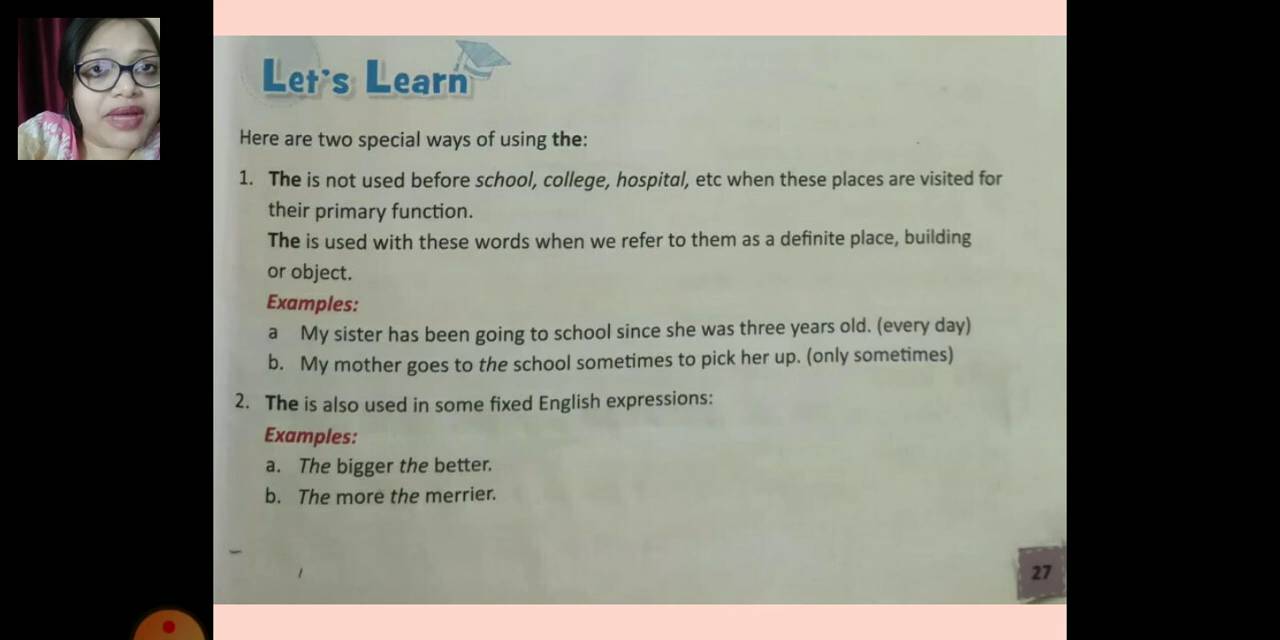 Let's Learn
Here are two special ways of using the:
1. The is not used before school, college, hospital, etc when these places are visited for
their primary function.
The is used with these words when we refer to them as a definite place, building
or object.
Examples:
a My sister has been going to school since she was three years old. (every day)
b. My mother goes to the school sometimes to pick her up. (only sometimes)
2. The is also used in some fixed English expressions:
Examples:
a. The bigger the better.
b. The more the merrier.
27